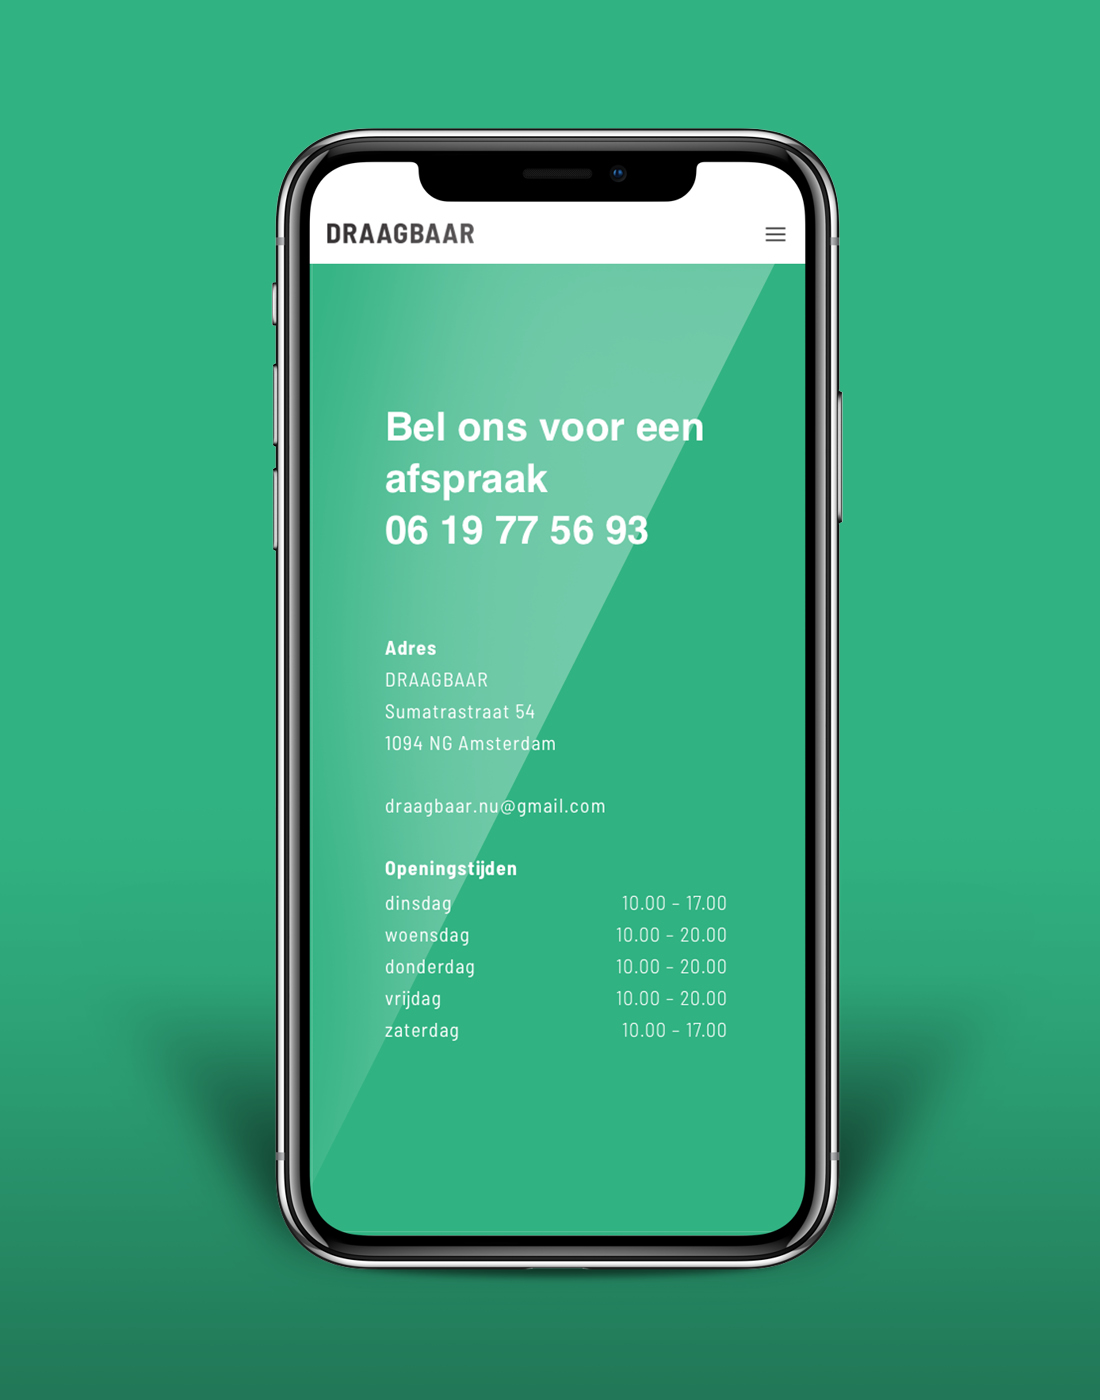 DRAAGBAAR
Bel ons voor een
afspraak
06 19 77 56 93
Adres
DRAAGBAAR
Sumatrastraat 54
1094 NG Amsterdam
draagbaar.nu@gmail.com
Openingstijden
dinsdag 10.00 – 17.00
woensdag 10.00 – 20.00
donderdag 10.00 – 20.00
vrijdag 10.00 – 20.00
zaterdag 10.00 – 17.00